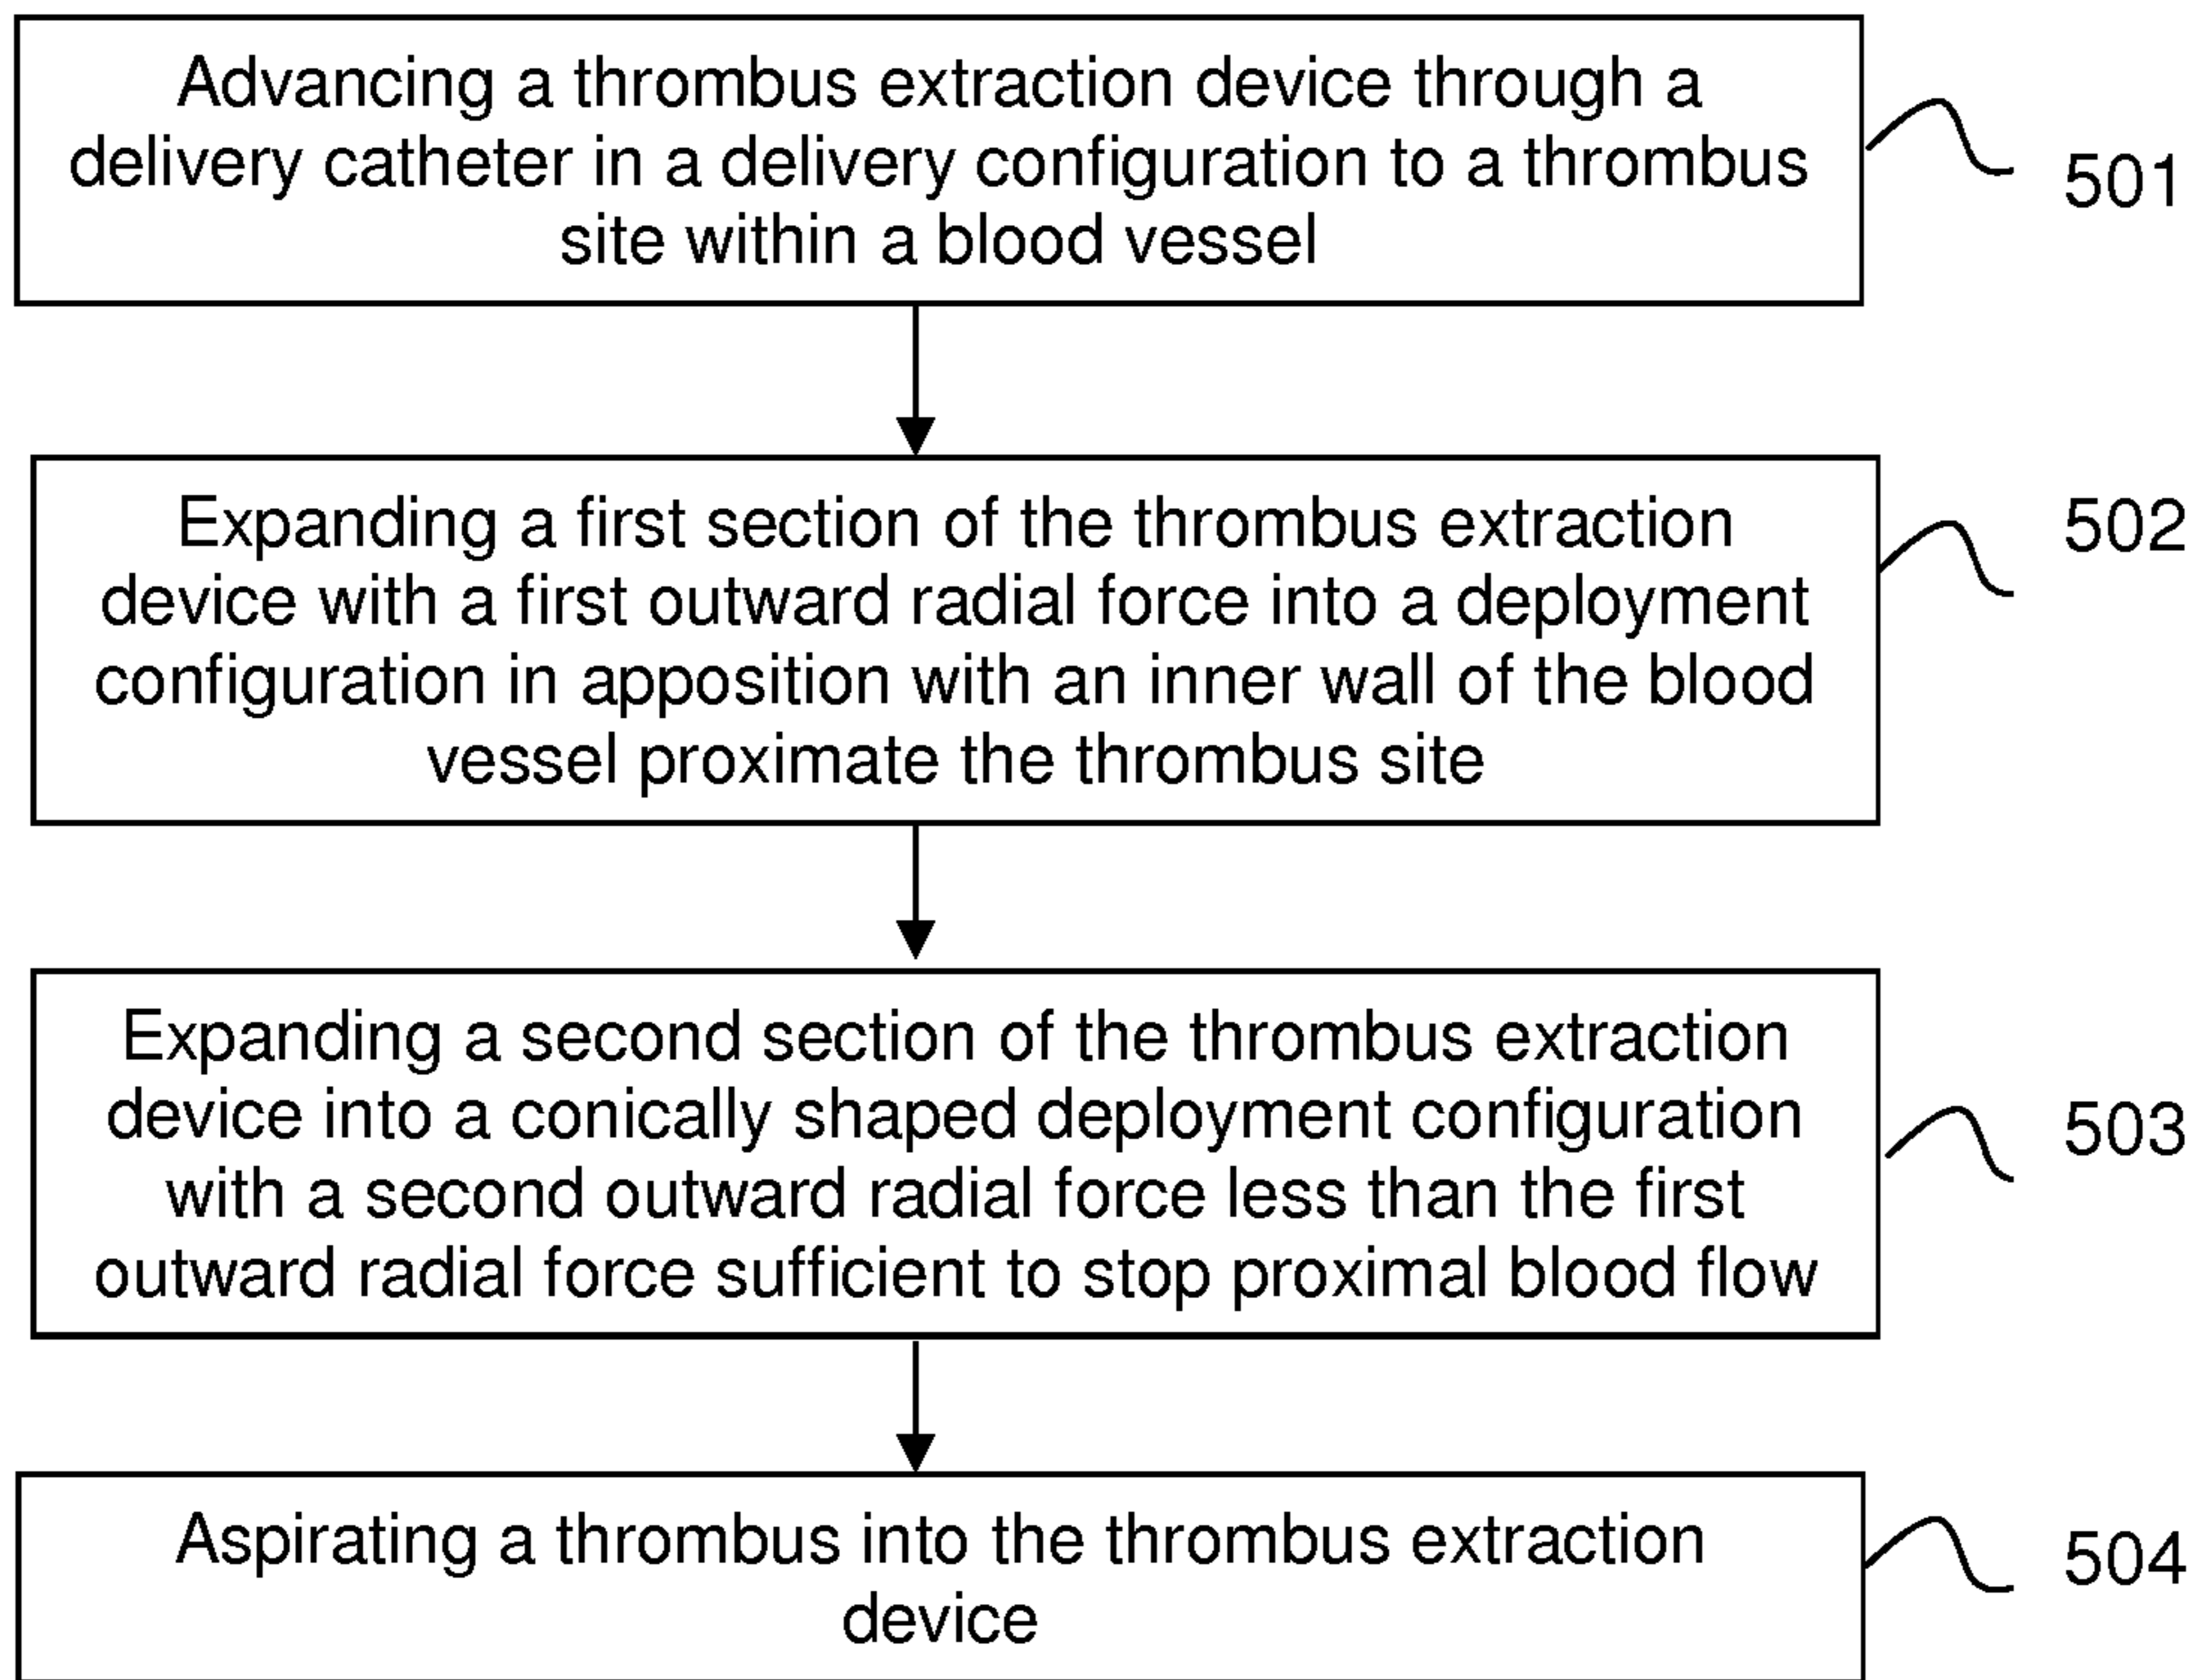 Advancing a thrombus extraction device through a
delivery catheter in a delivery configuration to a thrombus
site within a blood vessel
501
Expanding a first section of the thrombus extraction
device with a first outward radial force into a deployment
configuration in apposition with an inner wall of the blood
vessel proximate the thrombus site
502
Expanding a second section of the thrombus extraction
device into a conically shaped deployment configuration
with a second outward radial force less than the first
outward radial force sufficient to stop proximal blood flow
503
Aspirating a thrombus into the thrombus extraction
device
504